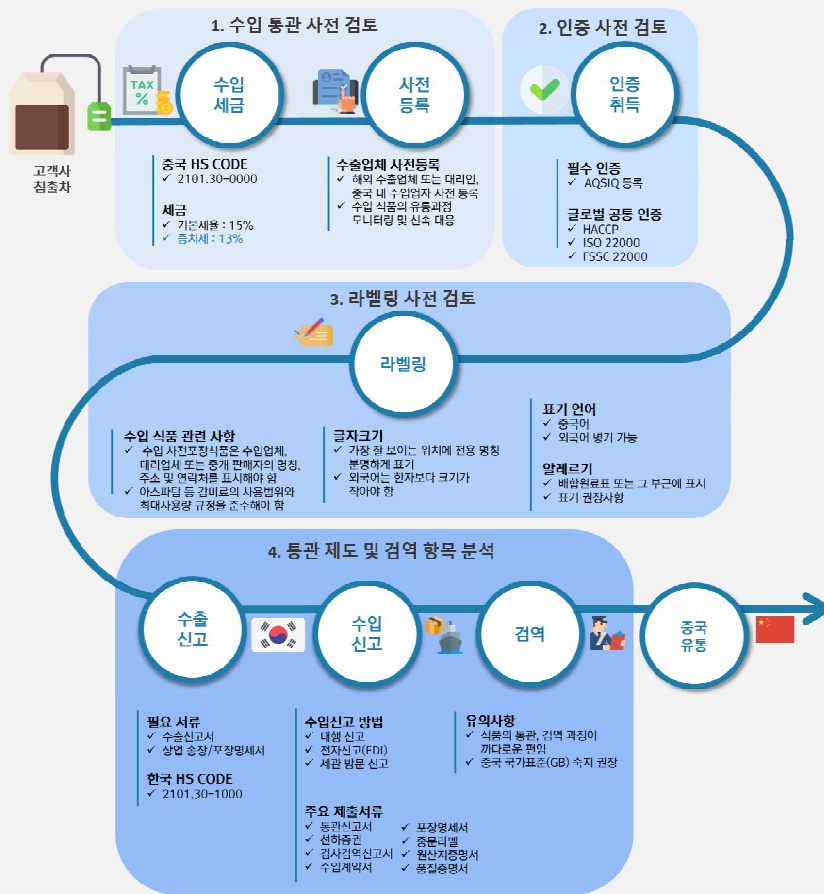 1. 수입 통관 사전 검토
2. 인증 사전 검토
TAX
%
수입
세금
사전
등록
인증
취득
고객사
침출차
중국 HS CODE
✓ 2101.30-0000
세금
✓ 기본세율 : 15%
✓ 증치세 : 13%
수출업체 사전등록
✓ 해외 수출업체 또는 대리인,
중국 내 수입업자 사전 등록
✓ 수입 식품의 유통과정
모니터링 및 신속 대응
필수 인증
✓ AQSIQ 등록
글로벌 공통 인증
✓ HACCP
✓ ISO 22000
✓ FSSC 22000
3. 라벨링 사전 검토
라벨링
수입 식품 관련 사항
✓ 수입 사전포장식품은 수입업체,
대리업체 또는 중개 판매자의 명칭,
주소 및 연락처를 표시해야 함
✓ 아스파탐 등 감미료의 사용범위와
최대사용량 규정을 준수해야 함
글자크기
✓ 가장 잘 보이는 위치에 전용 명칭
분명하게 표기
✓ 외국어는 한자보다 크기가
작아야 함
표기 언어
✓ 중국어
✓ 외국어 병기 가능
알레르기
✓ 배합원료표 또는 그 부근에 표시
✓ 표기 권장사항
4. 통관 제도 및 검역 항목 분석
수출
신고
수입
신고
검역
중국
유통
필요 서류
✓ 수출신고서
✓ 상업 송장/포장명세서
한국 HS CODE
✓ 2101.30-1000
수입신고 방법
✓ 대행 신고
✓ 전자신고(EDI)
✓ 세관 방문 신고
주요 제출서류
✓ 통관신고서
✓ 선하증권
✓ 검사검역신고서
✓ 수입계약서
✓ 포장명세서
✓ 중문라벨
✓ 원산지증명서
✓ 품질증명서
유의사항
✓ 식품의 통관, 검역 과정이
까다로운 편임
✓ 중국 국가표준(GB) 숙지 권장